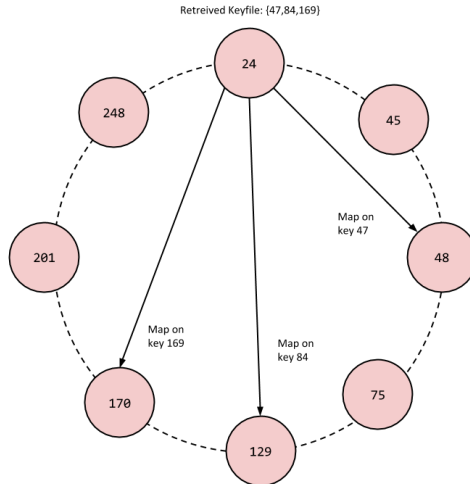 Retreived Keyfile: {47,84,169}
24
248
45
Map on
key 47
201
48
Map on
key 169
Map on
key 84
75
170
129